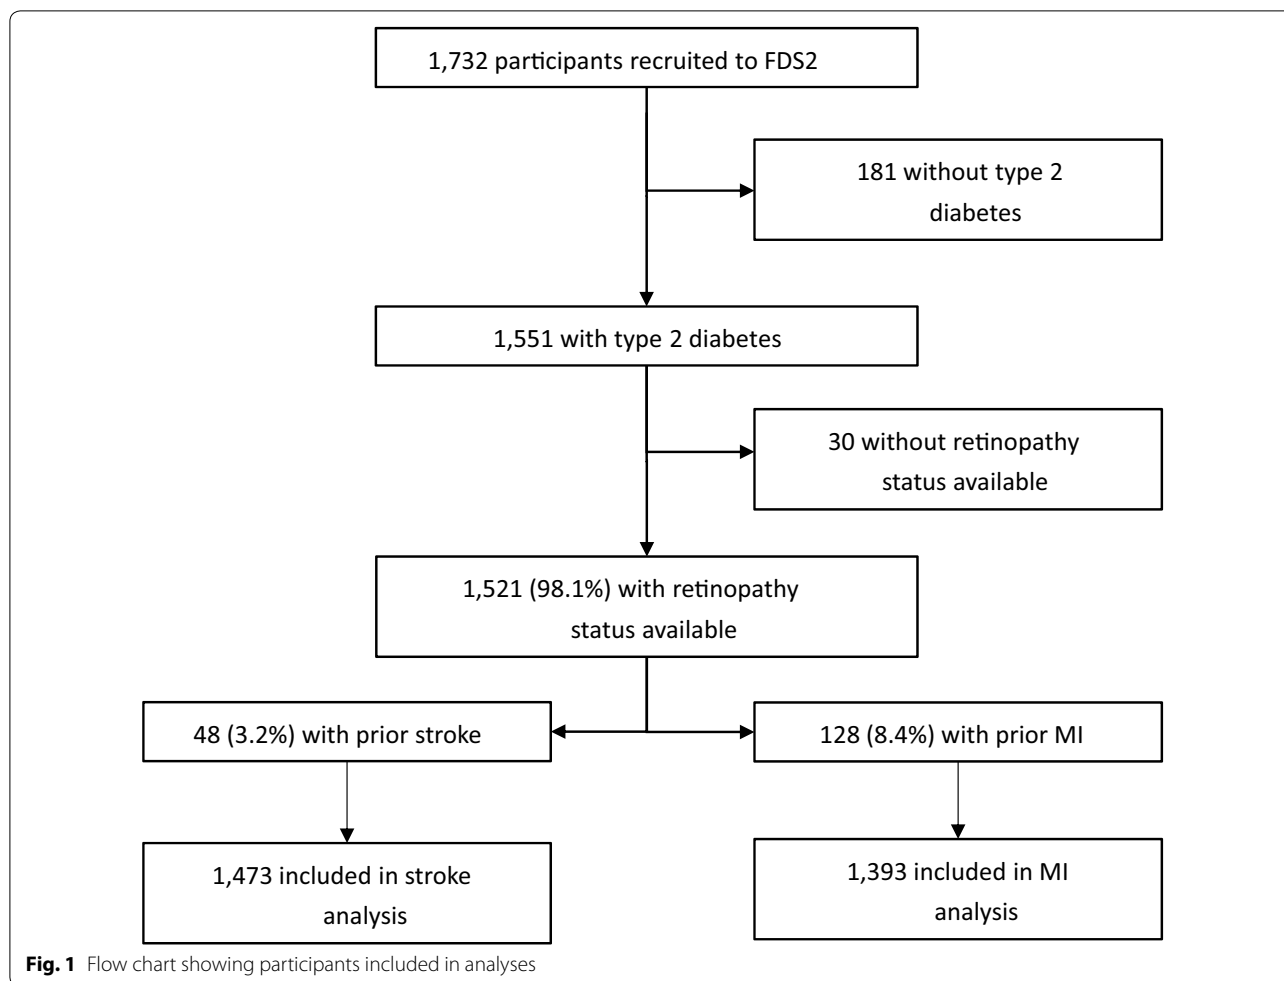 1,732 participants recruited to FDS2
181 without type 2
diabetes
1,551 with type 2 diabetes
30 without retinopathy
status available
1,521 (98.1%) with retinopathy
status available
48 (3.2%) with prior stroke
128 (8.4%) with prior MI
1,473 included in stroke
analysis
1,393 included in MI
analysis
Fig. 1 Flow chart showing participants included in analyses